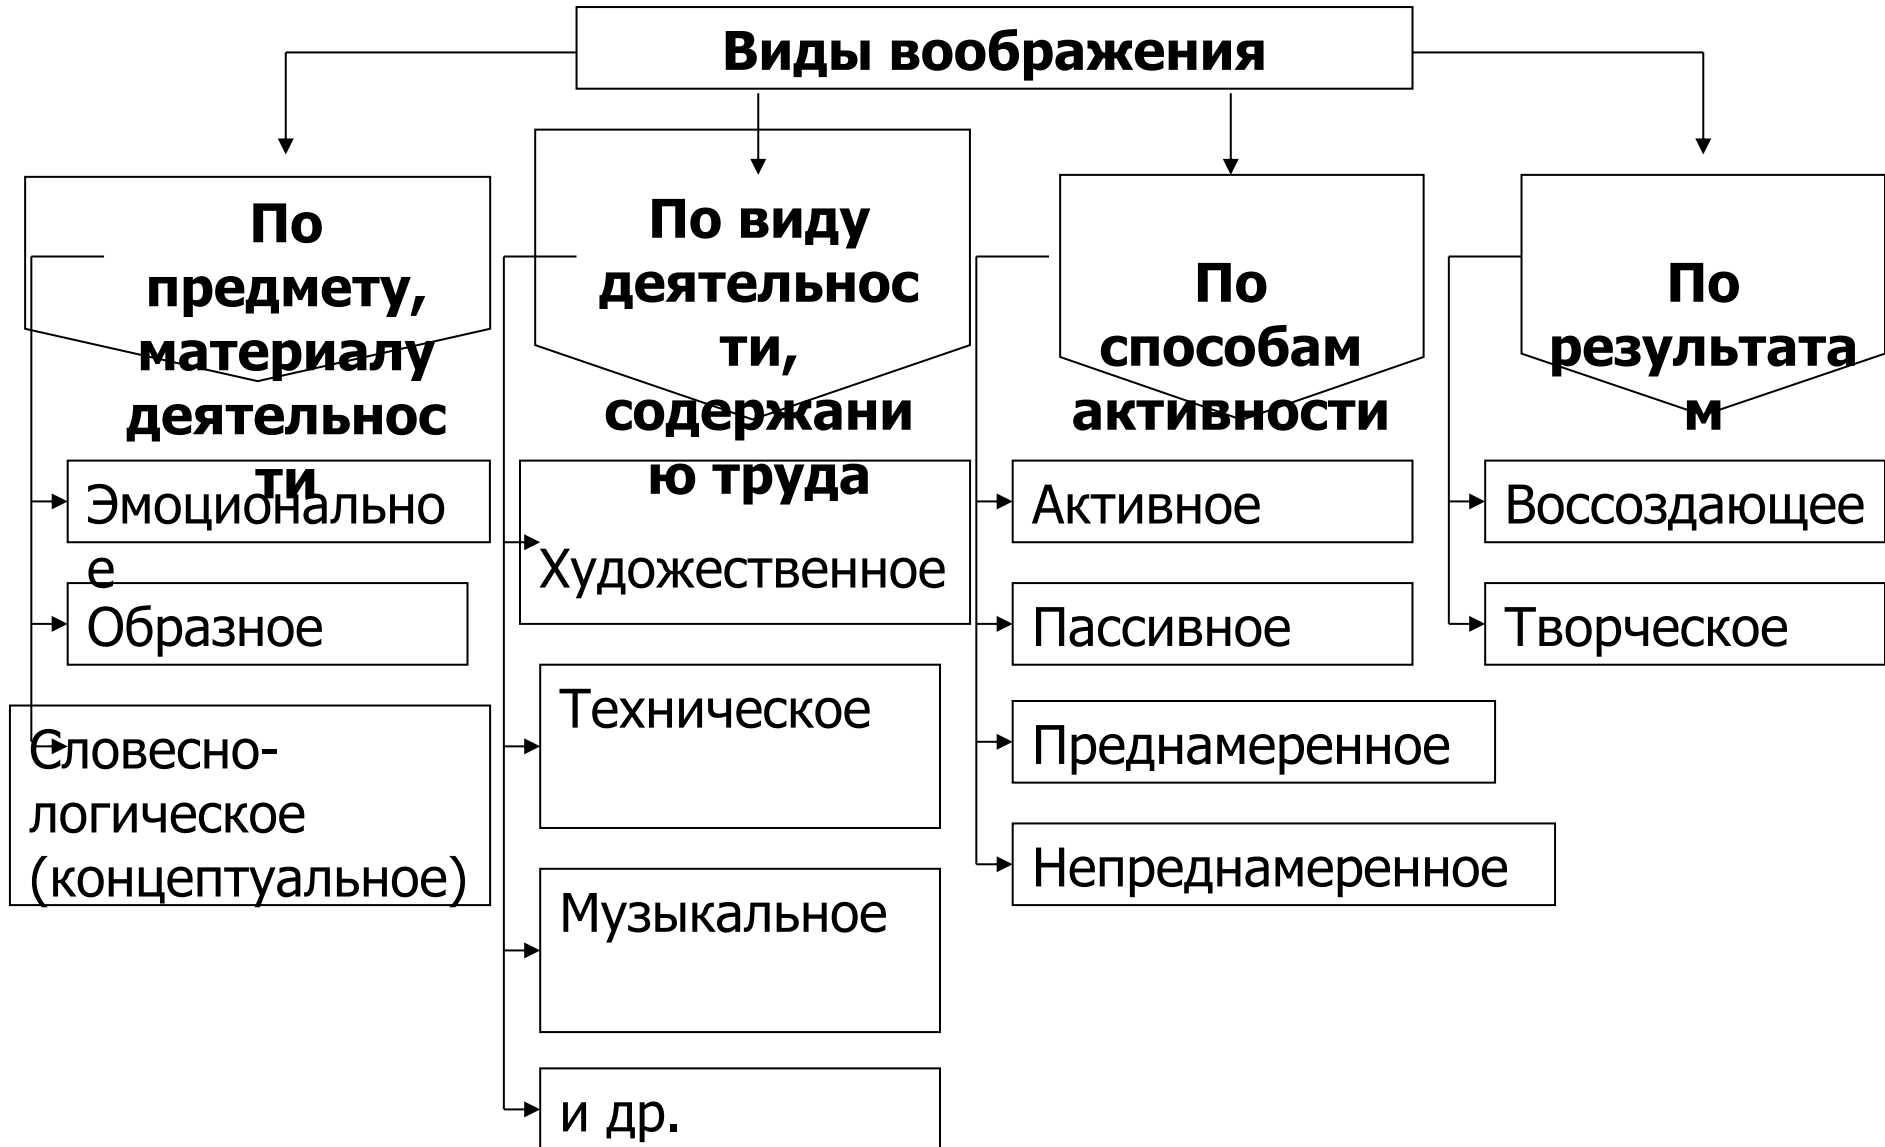 Виды воображения
По
предмету,
материалу
деятельнос
ти
Эмоционально
е
Образное
Словесно-
логическое
(концептуальное)
По виду
деятельнос
ти,
содержани
ю труда
Художественное
Техническое
Музыкальное
и др.
По
способам
активности
Активное
Пассивное
Преднамеренное
Непреднамеренное
По
результата
м
Воссоздающее
Творческое